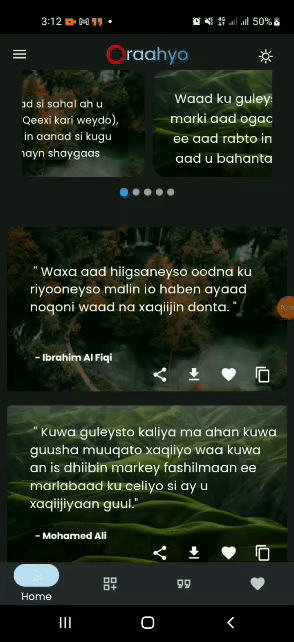 3:12
50%
Oraahyo
ad si sahal ah u
Qeexi kari weydo),
in aanad si kugu
shaygaas
Waad ku guley
marki aad ogaa
ee aad rabto in
aad u bahanta
" Waxa aad hiigsaneyso oodna ku
riyooneyso malin io haben ayaad
noqoni waad na xaqiijin donta. "
- Ibrahim Al Fiqi
" Kuwa guleysto kaliya ma ahan kuwa
guusha muuqato xaqiiyo waa kuwa
an is dhiibin markey fashilmaan ee
marlabaad ku celiyo si ay u
xaqiijiyaan guul."
- Mohamed Ali
Home